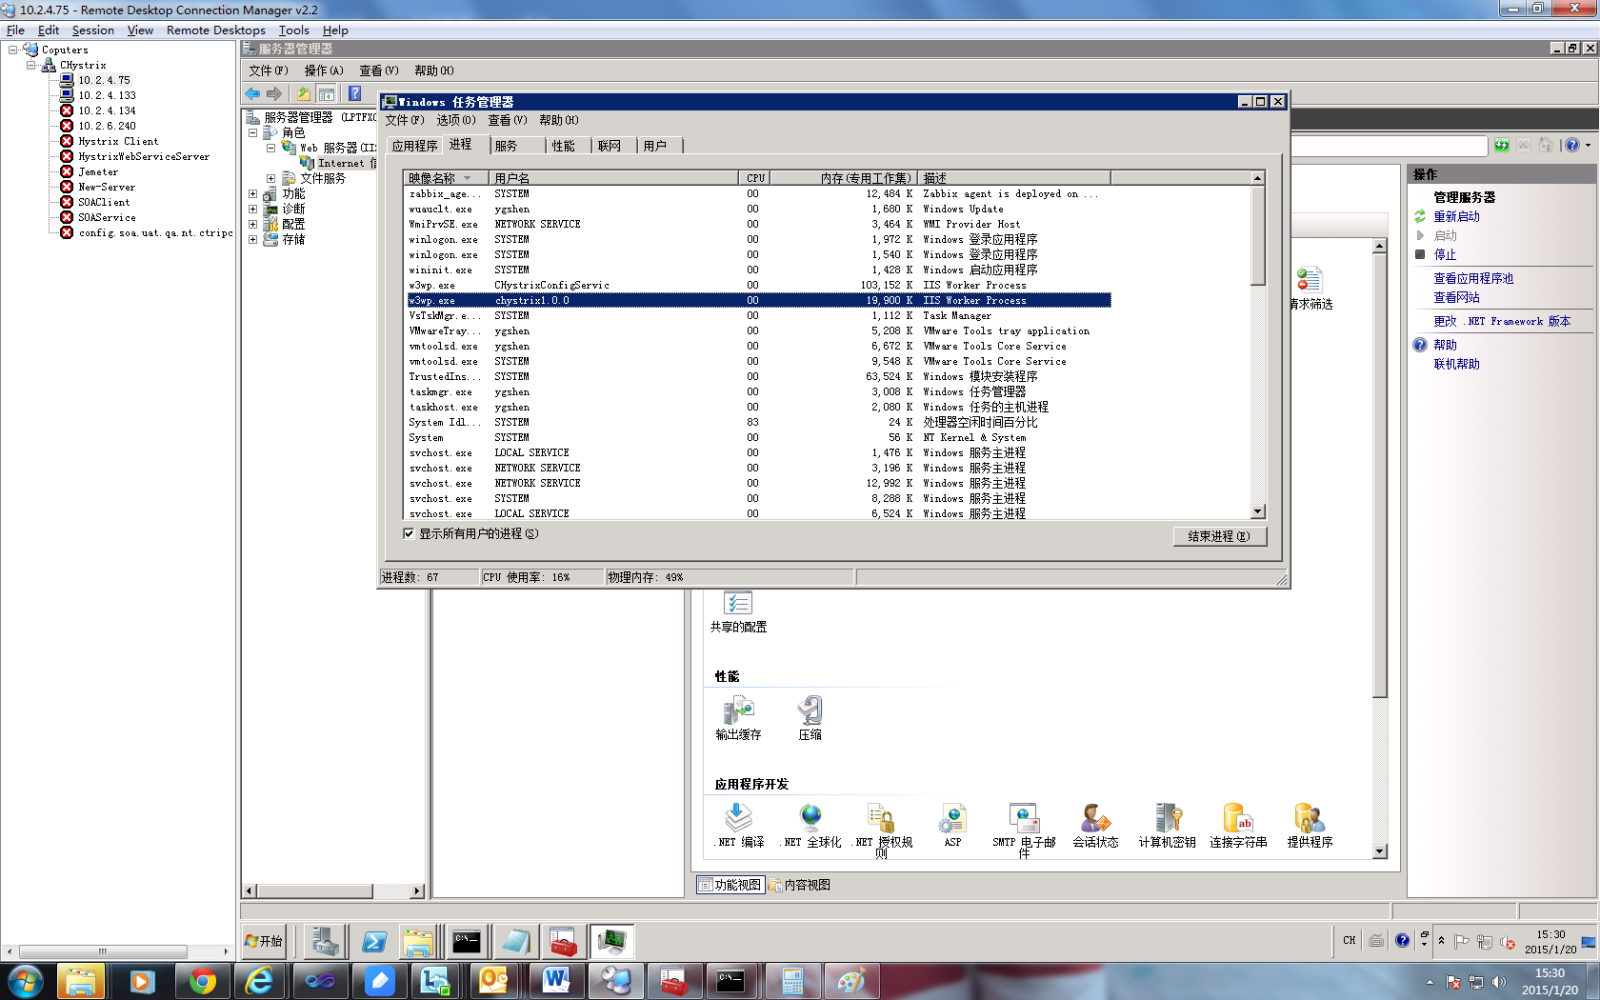 10.2.4.75 - Remote Desktop Connection Manager v2.2
File Edit Session View Remote Desktops Tools Help
Coputers
CHystrix
10.2.4.75
10.2.4.133
10.2.4.134
10.2.6.240
Hystrix Client
HystrixWebServiceServer
Jemeter
New-Server
SOAClient
SOAService
config.soa.uat.qa.nt.ctripc
服务器管理器
文件(F) 操作(A) 查看(V) 帮助(H)
服务器管理器 (LPTFX
角色
Web 服务器(II
Internet 信
文件服务
功能
诊断
配置
存储
Windows 任务管理器
文件(F) 选项(O) 查看(V) 帮助(H)
应用程序 进程 服务 性能 联网 用户
映像名称 用户名 CPU 内存(专用工作集) 描述
zabbix_age... SYSTEM 00 12,484 K Zabbix agent is deployed on ...
wuauclt.exe ygshen 00 1,680 K Windows Update
WmiPrvSE.exe NETWORK SERVICE 00 3,464 K WMI Provider Host
winlogon.exe SYSTEM 00 1,972 K Windows 登录应用程序
winlogon.exe SYSTEM 00 1,540 K Windows 登录应用程序
wininit.exe SYSTEM 00 1,428 K Windows 启动应用程序
w3wp.exe CHystrixConfigServic 00 103,152 K IIS Worker Process
w3wp.exe chystrix1.0.0 00 19,900 K IIS Worker Process
VsTskMgr.e... SYSTEM 00 1,112 K Task Manager
VMwareTray... ygshen 00 5,208 K VMware Tools tray application
vmtoolsd.exe ygshen 00 6,672 K VMware Tools Core Service
vmtoolsd.exe SYSTEM 00 9,548 K VMware Tools Core Service
TrustedIns... SYSTEM 00 63,524 K Windows 模块安装程序
taskmgr.exe ygshen 00 3,008 K Windows 任务管理器
taskhost.exe ygshen 00 2,080 K Windows 任务的主机进程
System Idl... SYSTEM 83 24 K 处理器空闲时间百分比
System SYSTEM 00 56 K NT Kernel & System
svchost.exe LOCAL SERVICE 00 1,476 K Windows 服务主进程
svchost.exe NETWORK SERVICE 00 3,196 K Windows 服务主进程
svchost.exe NETWORK SERVICE 00 12,992 K Windows 服务主进程
svchost.exe SYSTEM 00 8,288 K Windows 服务主进程
svchost.exe LOCAL SERVICE 00 6,524 K Windows 服务主进程
显示所有用户的进程(S)
结束进程(E)
进程数: 67 CPU 使用率: 16% 物理内存: 49%
请求筛选
共享的配置
性能
输出缓存 压缩
应用程序开发
.NET 编译 .NET 全球化 .NET 授权规则 ASP SMTP 电子邮件 会话状态 计算机密钥 连接字符串 提供程序
功能视图 内容视图
操作
管理服务器
重新启动
启动
停止
查看应用程序池
查看网站
更改 .NET Framework 版本
帮助
联机帮助
开始
CH
15:30
2015/1/20
15:30
2015/1/20